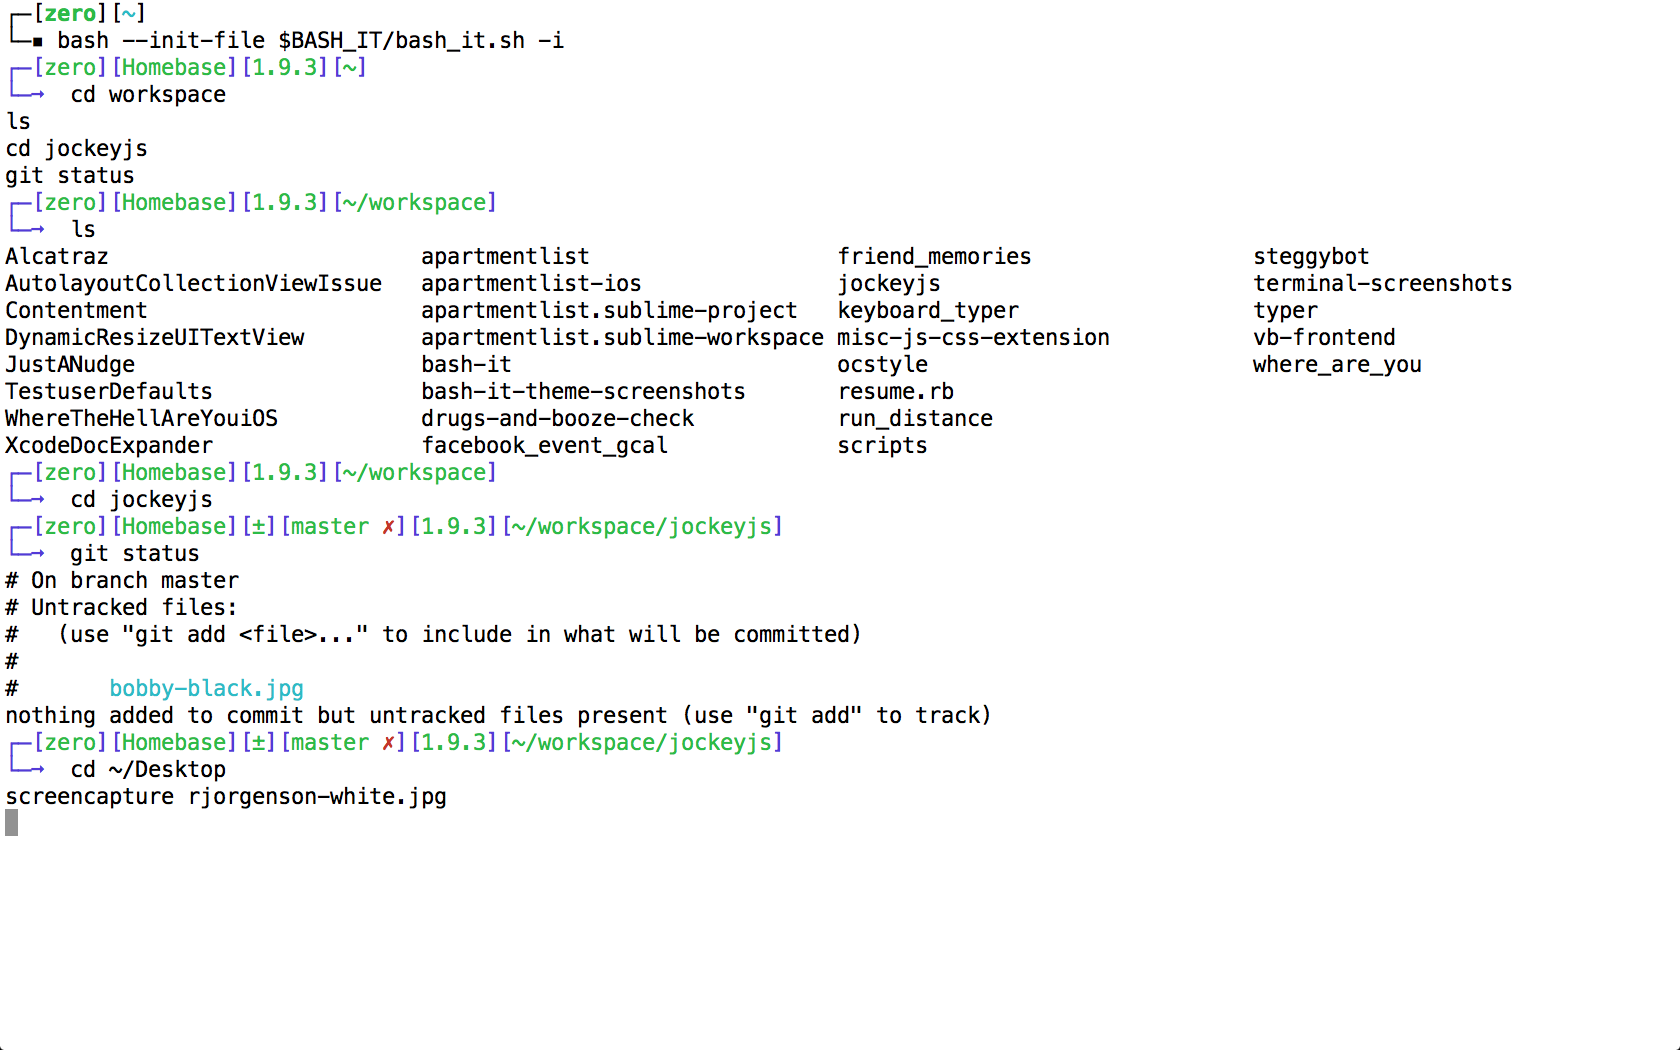 ┌─[zero][~]
└─▪ bash --init-file $BASH_IT/bash_it.sh -i
┌─[zero][Homebase][1.9.3][~]
└─→  cd workspace
ls
cd jockeyjs
git status
┌─[zero][Homebase][1.9.3][~/workspace]
└─→  ls
Alcatraz                        apartmentlist                   friend_memories                 steggybot
AutolayoutCollectionViewIssue   apartmentlist-ios               jockeyjs                        terminal-screenshots
Contentment                     apartmentlist.sublime-project   keyboard_typer                  typer
DynamicResizeUITextView         apartmentlist.sublime-workspace misc-js-css-extension           vb-frontend
JustANudge                      bash-it                         ocstyle                         where_are_you
TestuserDefaults                bash-it-theme-screenshots       resume.rb
WhereTheHellAreYouiOS           drugs-and-booze-check           run_distance
XcodeDocExpander                facebook_event_gcal             scripts
┌─[zero][Homebase][1.9.3][~/workspace]
└─→  cd jockeyjs
┌─[zero][Homebase][±][master ✗][1.9.3][~/workspace/jockeyjs]
└─→  git status
# On branch master
# Untracked files:
#   (use "git add <file>..." to include in what will be committed)
#
#       bobby-black.jpg
nothing added to commit but untracked files present (use "git add" to track)
┌─[zero][Homebase][±][master ✗][1.9.3][~/workspace/jockeyjs]
└─→  cd ~/Desktop
screencapture rjorgenson-white.jpg